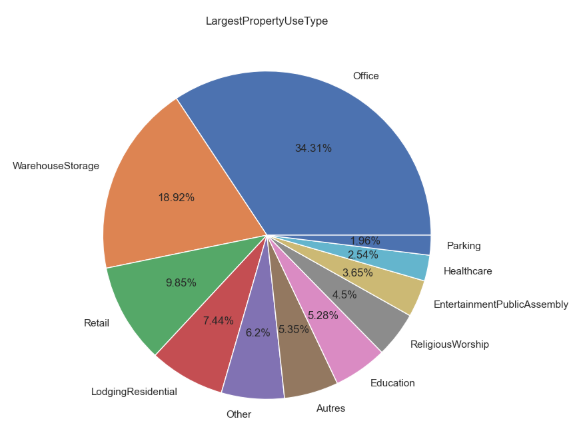 LargestPropertyUseType
Office
34.31%
WarehouseStorage
18.92%
Retail
9.85%
LodgingResidential
7.44%
Other
6.2%
Autres
5.35%
Education
5.28%
ReligiousWorship
4.5%
EntertainmentPublicAssembly
3.65%
Healthcare
2.54%
Parking
1.96%